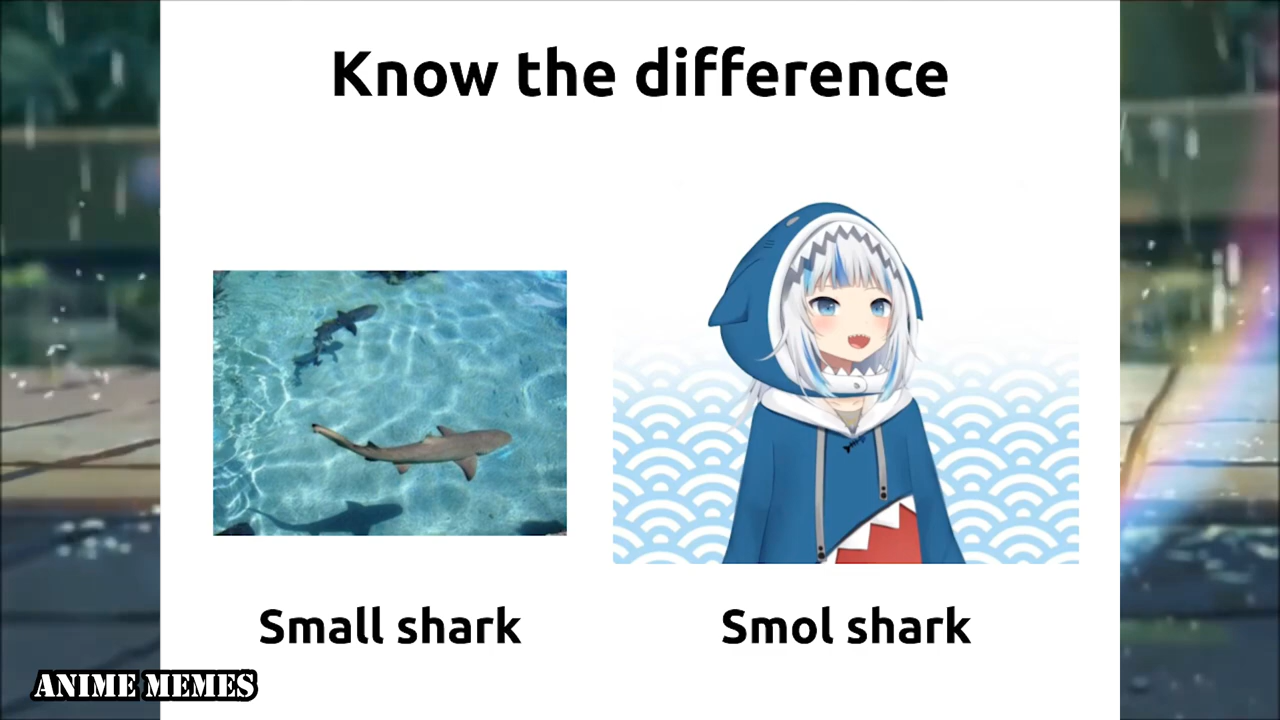 Know the difference
Small shark
Smol shark
ANIME MEMES